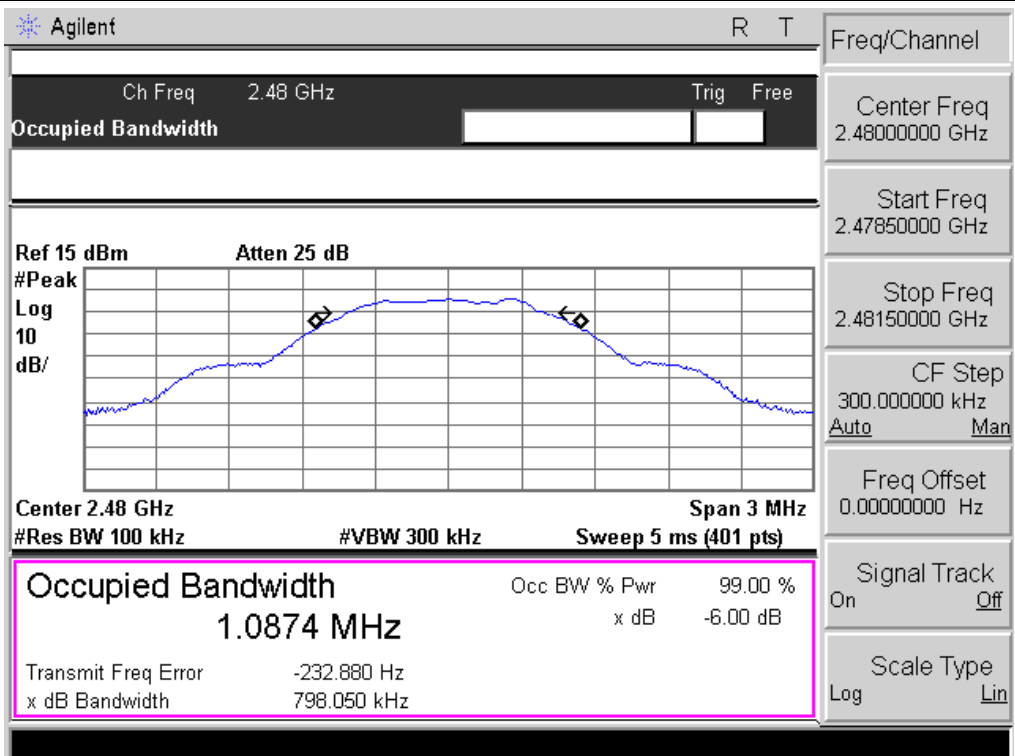 Agilent R T
Ch Freq 2.48 GHz Trig Free
Occupied Bandwidth
Ref 15 dBm Atten 25 dB
#Peak
Log
10
dB/
Center 2.48 GHz Span 3 MHz
#Res BW 100 kHz #VBW 300 kHz Sweep 5 ms (401 pts)
Occupied Bandwidth Occ BW % Pwr 99.00 %
1.0874 MHz x dB -6.00 dB
Transmit Freq Error -232.880 Hz
x dB Bandwidth 798.050 kHz
Freq/Channel
Center Freq
2.48000000 GHz
Start Freq
2.47850000 GHz
Stop Freq
2.48150000 GHz
CF Step
300.000000 kHz
Auto Man
Freq Offset
0.00000000 Hz
Signal Track
On Off
Scale Type
Log Lin